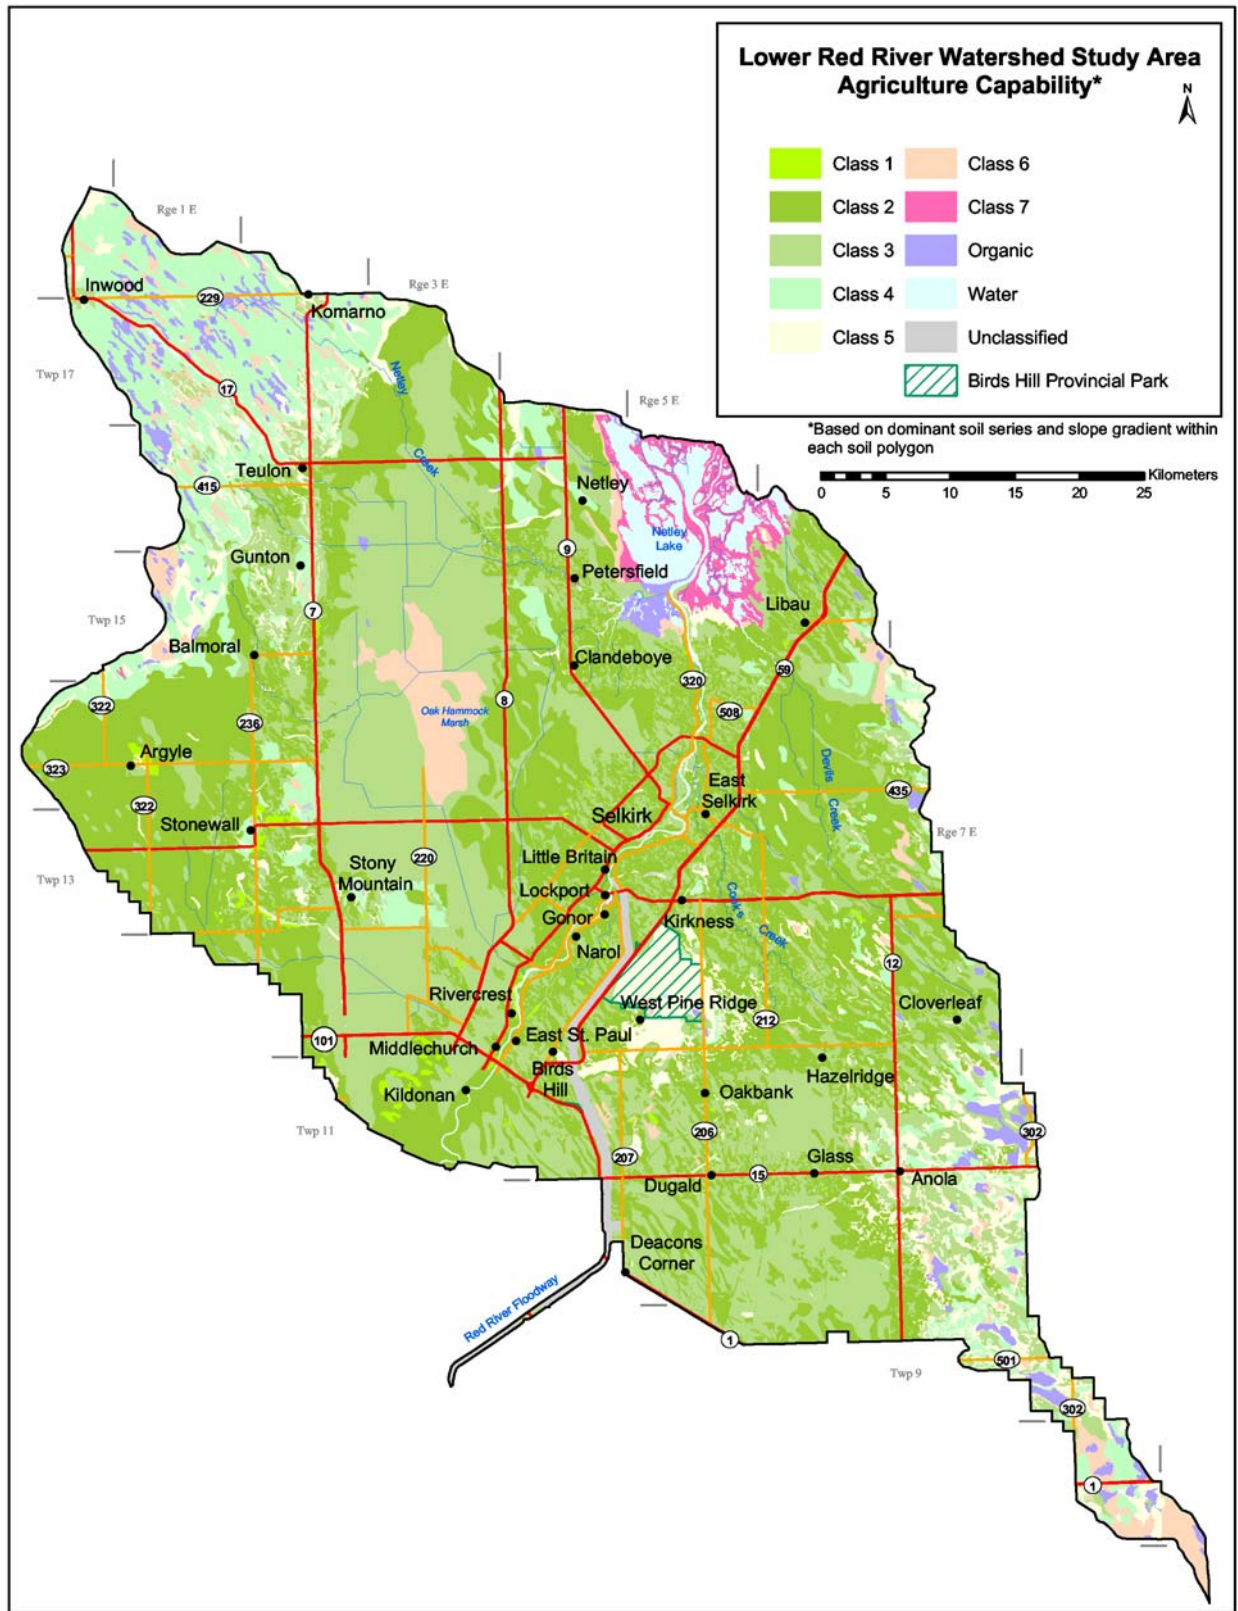 Lower Red River Watershed Study Area
Agriculture Capability*
N
Class 1
Class 6
Class 2
Class 7
Class 3
Organic
Class 4
Water
Class 5
Unclassified
Birds Hill Provincial Park
*Based on dominant soil series and slope gradient within
each soil polygon
Kilometers
0 5 10 15 20 25
Rge 1 E
Rge 3 E
Rge 5 E
Rge 7 E
Inwood
229
Komarno
Twp 17
17
Netley
Creek
Teulon
415
Netley
Netley
Lake
Gunton
9
Petersfield
7
Libau
Twp 15
Balmoral
Clandeboye
59
320
8
322
236
Oak Hammock
Marsh
508
Argyle
323
Devils
Creek
East
Selkirk
435
322
Selkirk
Stonewall
220
Little Britain
Twp 13
Stony
Mountain
Lockport
Cooks
Creek
Gonor
Kirkness
Narol
12
Rivercrest
West Pine Ridge
212
Cloverleaf
101
East St. Paul
Middlechurch
Birds
Hill
Hazelridge
Kildonan
Oakbank
Twp 11
206
302
207
Glass
15
Dugald
Anola
Deacons
Corner
Red River Floodway
1
501
Twp 9
302
1